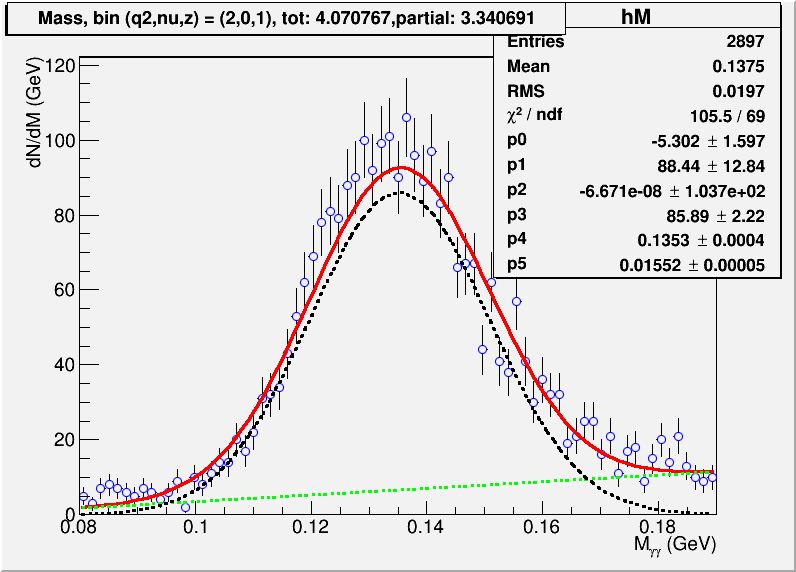 Mass, bin (q2,nu,z) = (2,0,1), tot: 4.070767,partial: 3.340691
hM
Entries 2897
Mean 0.1375
RMS 0.0197
χ² / ndf 105.5 / 69
p0 -5.302 ± 1.597
p1 88.44 ± 12.84
p2 -6.671e-08 ± 1.037e+02
p3 85.89 ± 2.22
p4 0.1353 ± 0.0004
p5 0.01552 ± 0.00005
dN/dM (GeV)
120
100
80
60
40
20
0
0.08 0.1 0.12 0.14 0.16 0.18
Mγγ (GeV)